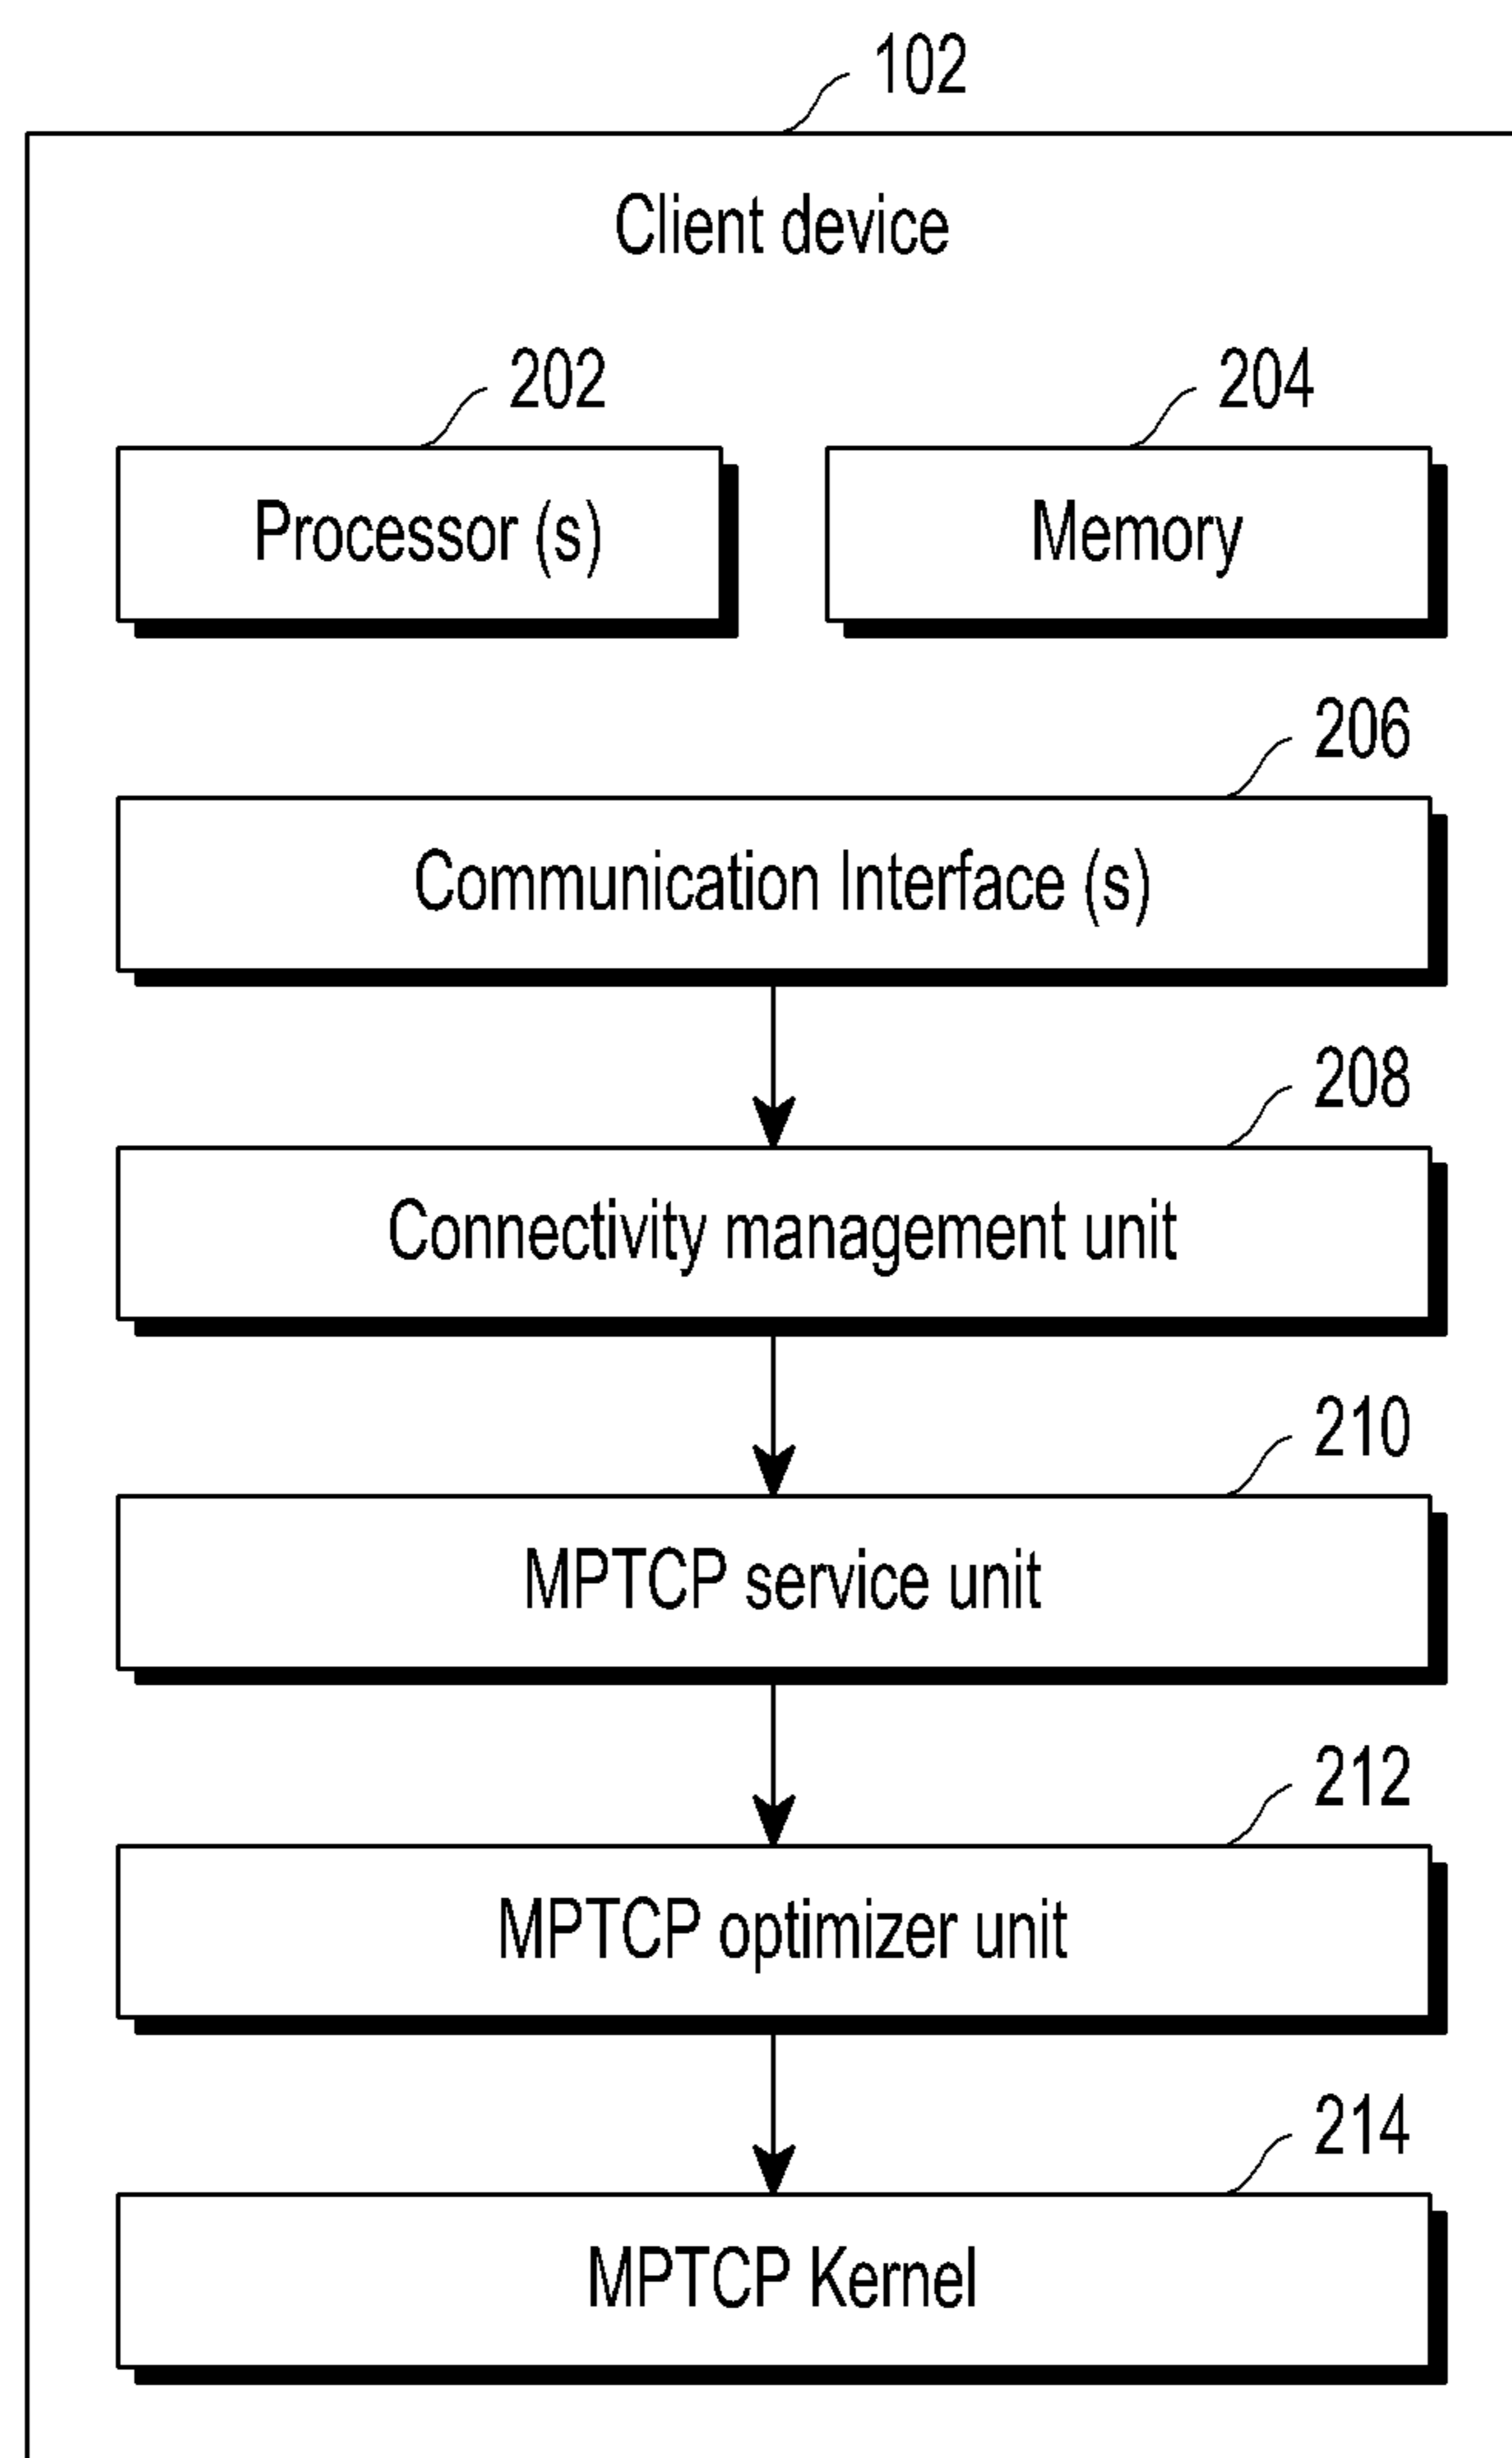 102
Client device
202
204
Processor (s)
Memory
206
Communication Interface (s)
208
Connectivity management unit
210
MPTCP service unit
212
MPTCP optimizer unit
214
MPTCP Kernel